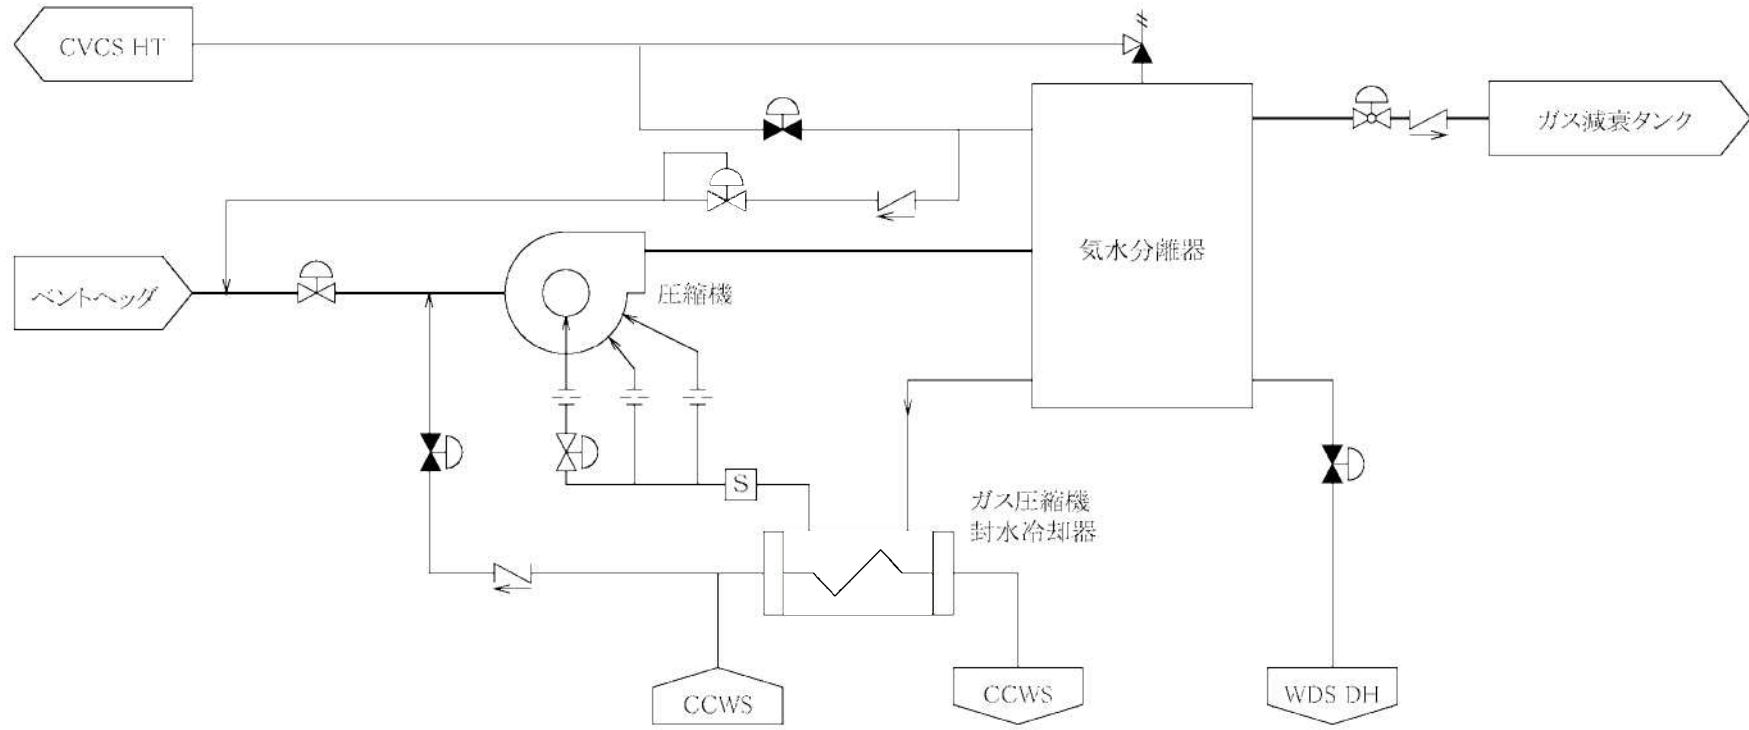 CVCS HT
ガス減衰タンク
気水分離器
ベントヘッダ
圧縮機
S
ガス圧縮機
封水冷却器
CCWS
CCWS
WDS DH